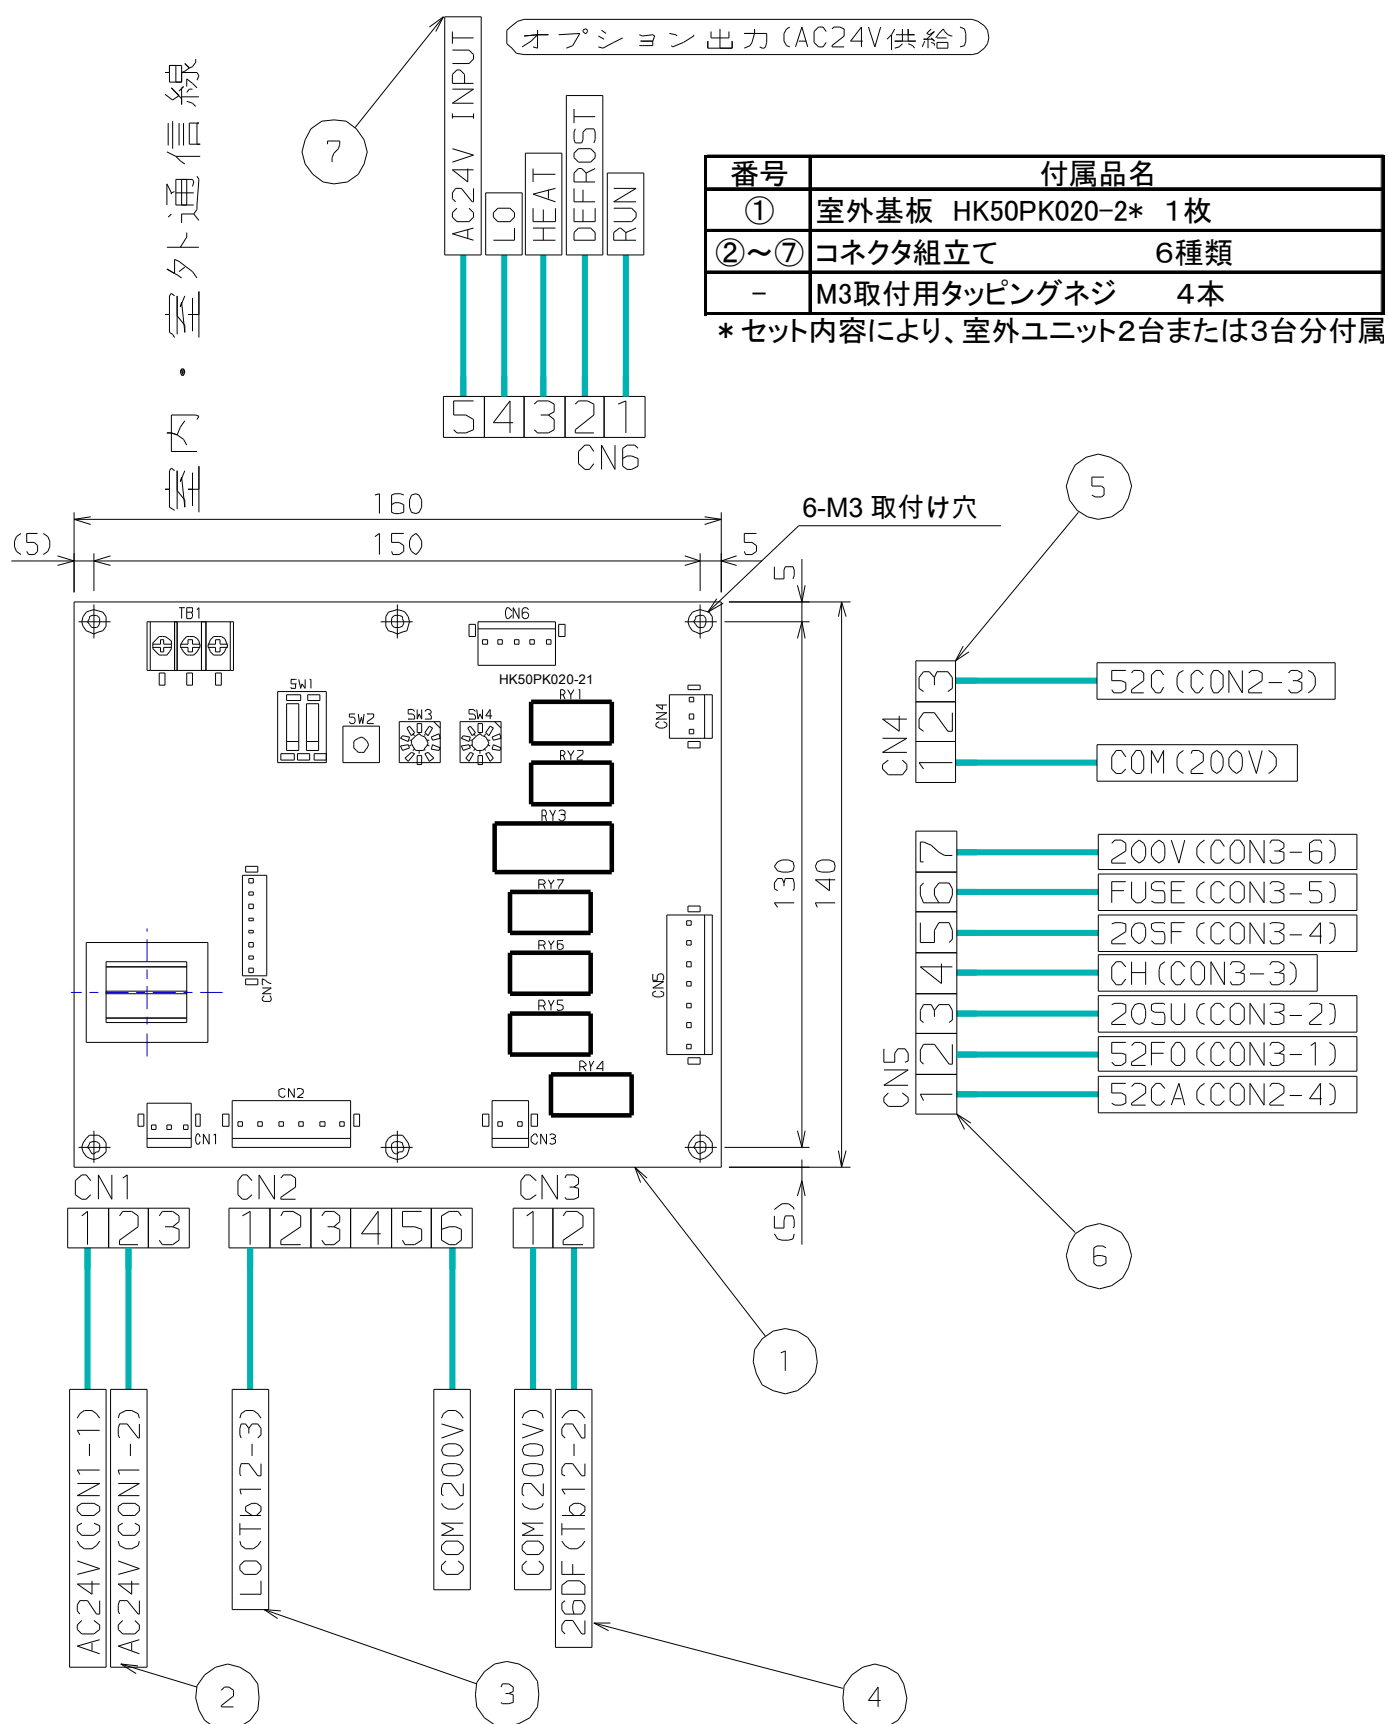 オプション出力(AC24V供給)
7
室内・室外ト通信線
AC24V INPUT
LO
HEAT
DEFROST
RUN
5 4 3 2 1
CN6
番号 付属品名
① 室外基板 HK50PK020-2* 1枚
②～⑦ コネクタ組立て 6種類
- M3取付用タッピングネジ 4本
*セット内容により、室外ユニット2台または3台分付属
160
6-M3 取付け穴
5
(5)
150
5
5
TB1
CN6
HK50PK020-21
SW1
SW2
SW3
SW4
RY1
RY2
RY3
RY7
RY6
RY5
RY4
CN4
CN5
CN7
CN2
CN1
CN3
130
140
(5)
CN4
3 52C(CON2-3)
2
1 COM(200V)
CN5
7 200V(CON3-6)
6 FUSE(CON3-5)
5 20SF(CON3-4)
4 CH(CON3-3)
3 20SU(CON3-2)
2 52FO(CON3-1)
1 52CA(CON2-4)
6
1
CN1
1 2 3
CN2
1 2 3 4 5 6
CN3
1 2
AC24V(CON1-1)
AC24V(CON1-2)
LO(Tb12-3)
COM(200V)
COM(200V)
26DF(Tb12-2)
2
3
4